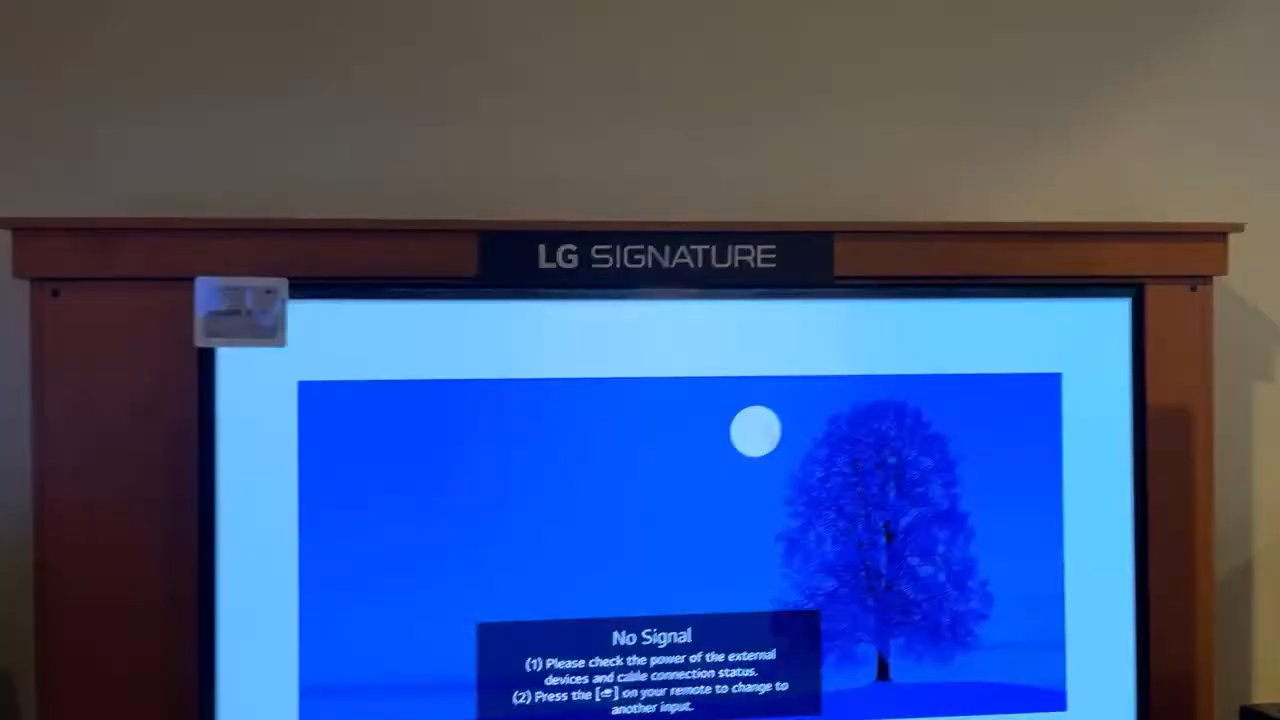 LG SIGNATURE
No Signal
(1) Please check the power of the external
devices and cable connection status.
(2) Press the [ ] on your remote to change to
another input.